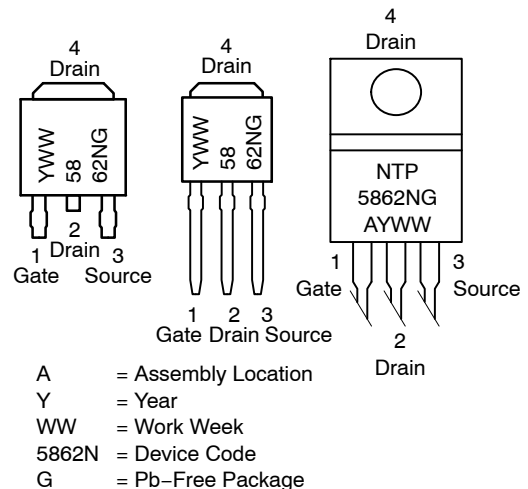 4
Drain
YWW
58
62NG
1
Gate
2
Drain
3
Source
4
Drain
YWW
58
62NG
1
Gate
2
Drain
3
Source
4
Drain
NTP
5862NG
AYWW
1
Gate
2
Drain
3
Source
A = Assembly Location
Y = Year
WW = Work Week
5862N = Device Code
G = Pb−Free Package